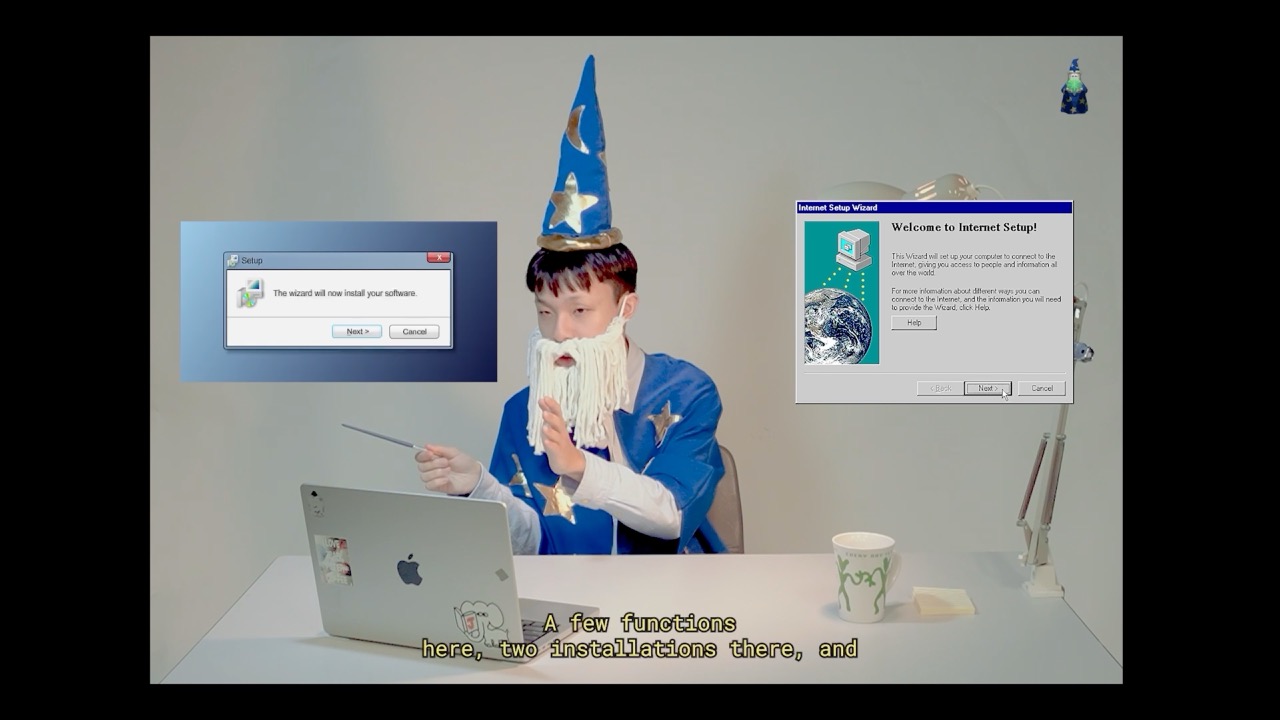 Setup
The wizard will now install your software.
Next >
Cancel
Internet Setup Wizard
Welcome to Internet Setup!
This Wizard will set up your computer to connect to the
Internet, giving you access to people and information all
over the world.
For more information about different ways you can
connect to the Internet, and the information you will need
to provide the Wizard, click Help.
Help
< Back
Next >
Cancel
A few functions
here, two installations there, and